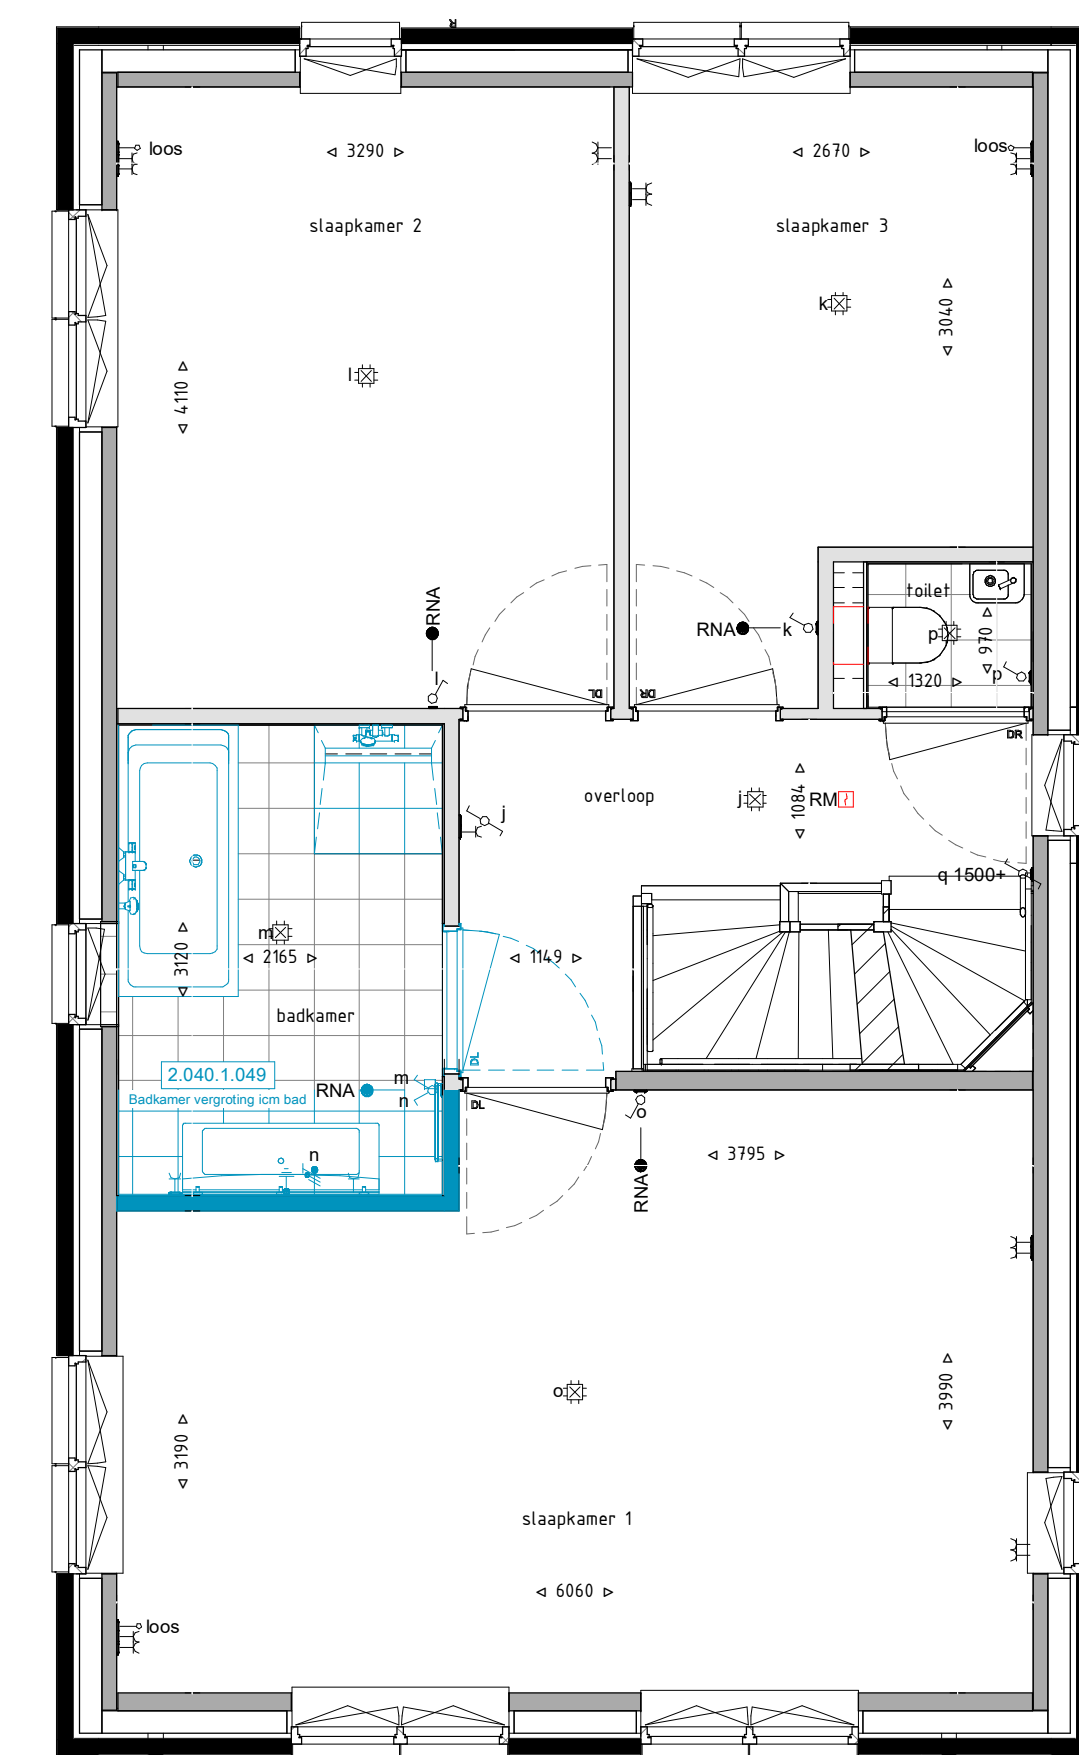 R
loos
3290
2670
loos
slaapkamer 2
slaapkamer 3
k
3040
l
4110
toilet
RNA
RNA
k
p
970
p
l
1320
DL
DR
DR
overloop
j
1084
RM
j
q 1500+
m
2165
3120
1149
badkamer
DL
2.040.1.049
Badkamer vergroting icm bad
RNA
m
n
DL
o
n
3795
RNA
o
3990
3190
slaapkamer 1
6060
loos